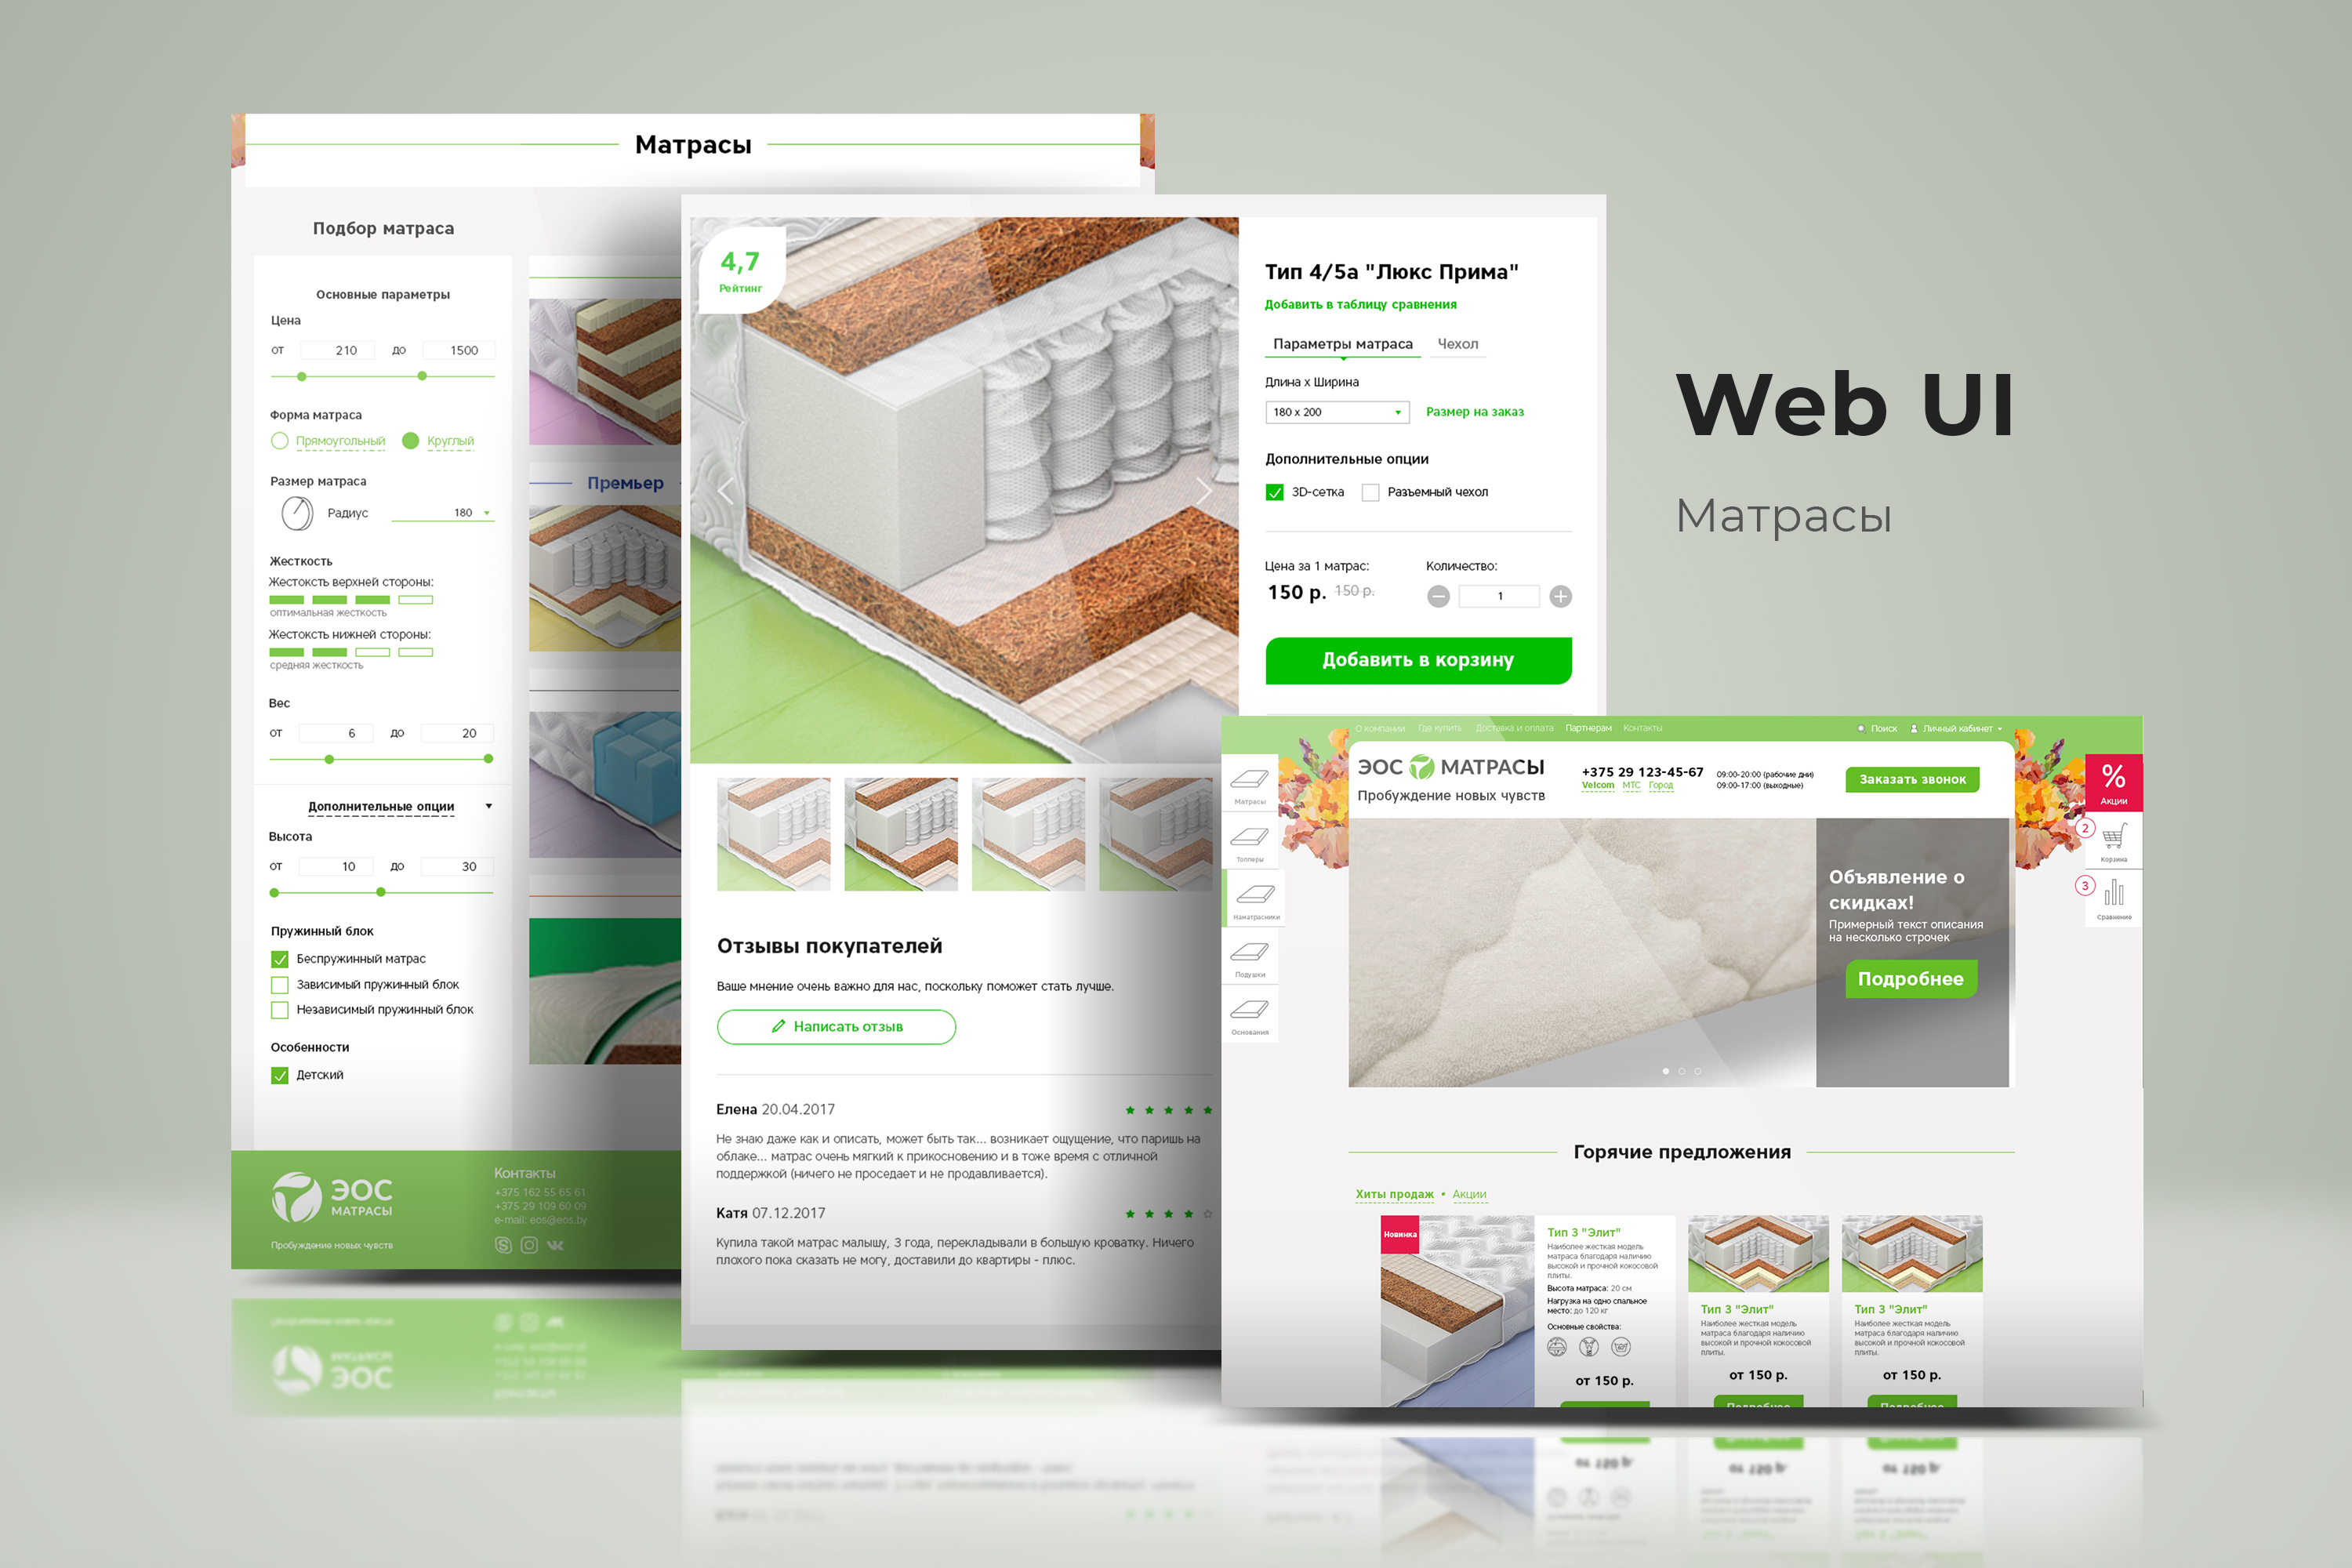 Матрасы
Подбор матраса
Основные параметры
Цена
от 210 до 1500
Форма матраса
Прямоугольный Круглый
Размер матраса
Радиус 180
Жесткость
Жестоксть верхней стороны:
оптимальная жесткость
Жестоксть нижней стороны:
средняя жесткость
Вес
от 6 до 20
Дополнительные опции
Высота
от 10 до 30
Пружинный блок
Беспружинный матрас
Зависимый пружинный блок
Независимый пружинный блок
Особенности
Детский
Премьер
ЭОС
МАТРАСЫ
Пробуждение новых чувств
Контакты
+375 162 55 65 61
+375 29 109 60 09
e-mail: eos@eos.by
4,7
Рейтинг
Тип 4/5а "Люкс Прима"
Добавить в таблицу сравнения
Параметры матраса Чехол
Длина х Ширина
180 х 200 Размер на заказ
Дополнительные опции
3D-сетка Разъемный чехол
Цена за 1 матрас: Количество:
150 р. 150 р. 1
Добавить в корзину
Отзывы покупателей
Ваше мнение очень важно для нас, поскольку поможет стать лучше.
Написать отзыв
Елена 20.04.2017
Не знаю даже как и описать, может быть так... возникает ощущение, что паришь на
облаке... матрас очень мягкий к прикосновению и в тоже время с отличной
поддержкой (ничего не проседает и не продавливается).
Катя 07.12.2017
Купила такой матрас малышу, 3 года, перекладывали в большую кроватку. Ничего
плохого пока сказать не могу, доставили до квартиры - плюс.
Web UI
Матрасы
О компании Где купить Доставка и оплата Партнерам Контакты Поиск Личный кабинет
ЭОС МАТРАСЫ
Пробуждение новых чувств
+375 29 123-45-67
Velcom МТС Город
09:00-20:00 (рабочие дни)
09:00-17:00 (выходные)
Заказать звонок
Матрасы
Топперы
Наматрасники
Подушки
Основания
%
Акции
2
Корзина
3
Сравнение
Объявление о
скидках!
Примерный текст описания
на несколько строчек
Подробнее
Горячие предложения
Хиты продаж • Акции
Новинка
Тип 3 "Элит"
Наиболее жесткая модель
матраса благодаря наличию
высокой и прочной кокосовой
плиты.
Высота матраса: 20 см
Нагрузка на одно спальное
место: до 120 кг
Основные свойства:
от 150 р.
Тип 3 "Элит"
Наиболее жесткая модель
матраса благодаря наличию
высокой и прочной кокосовой
плиты.
от 150 р.
Подробнее
Тип 3 "Элит"
Наиболее жесткая модель
матраса благодаря наличию
высокой и прочной кокосовой
плиты.
от 150 р.
Подробнее